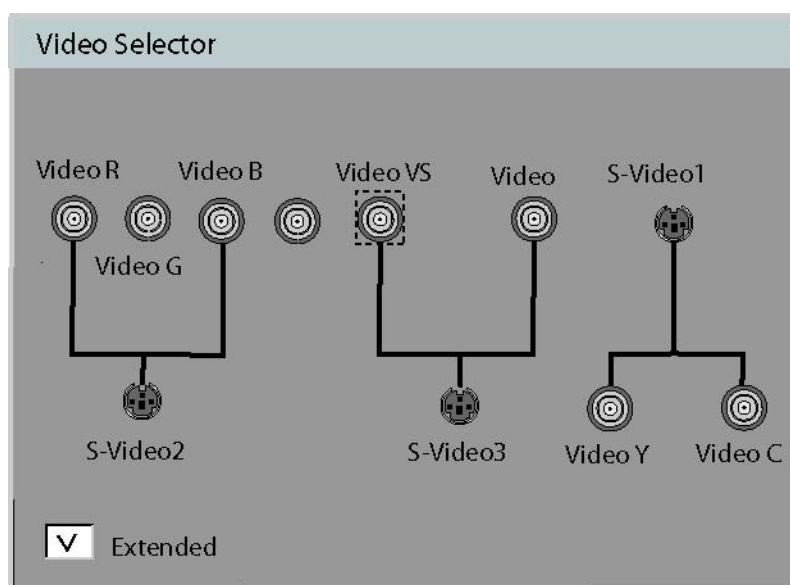 Video Selector
Video R
Video B
Video VS
Video
S-Video1
Video G
S-Video2
S-Video3
Video Y
Video C
V Extended